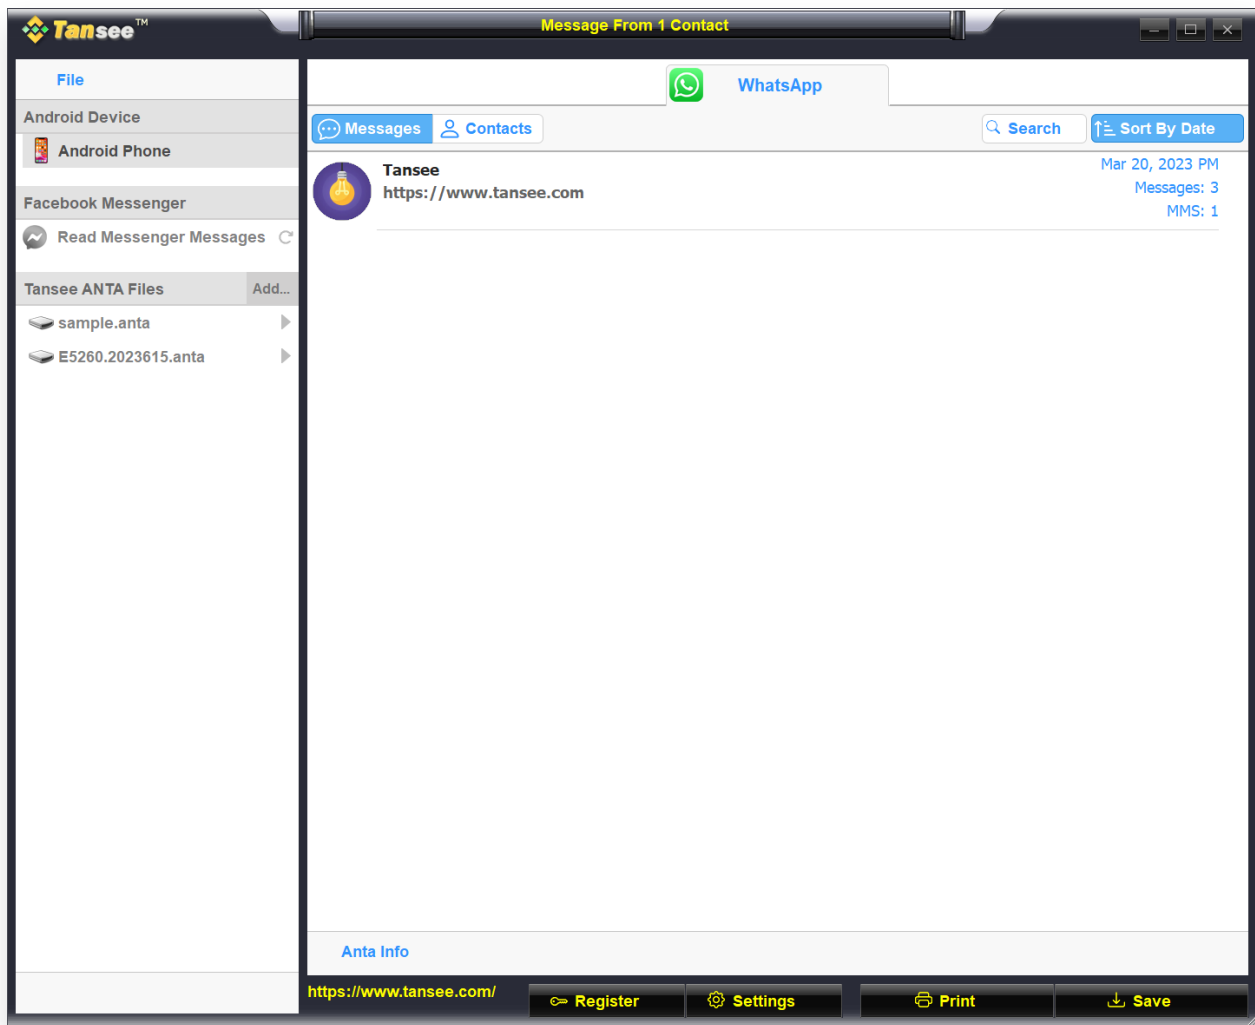 Tansee™
Message From 1 Contact
File
WhatsApp
Android Device
Android Phone
Messages
Contacts
Search
Sort By Date
Tansee
https://www.tansee.com
Mar 20, 2023 PM
Messages: 3
MMS: 1
Facebook Messenger
Read Messenger Messages
Tansee ANTA Files
Add...
sample.anta
E5260.2023615.anta
Anta Info
https://www.tansee.com/
Register
Settings
Print
Save